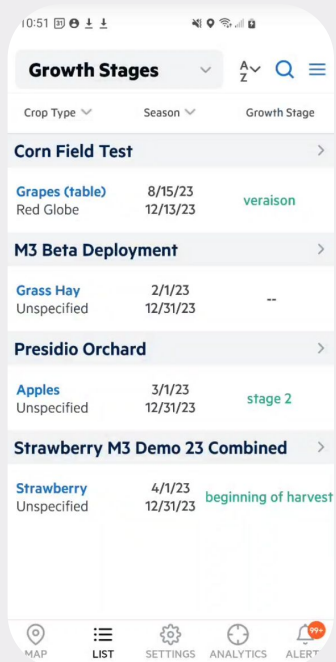 10:51
Growth Stages
A
Z
Crop Type Season Growth Stage
Corn Field Test
Grapes (table) 8/15/23 veraison
Red Globe 12/13/23
M3 Beta Deployment
Grass Hay 2/1/23 --
Unspecified 12/31/23
Presidio Orchard
Apples 3/1/23 stage 2
Unspecified 12/31/23
Strawberry M3 Demo 23 Combined
Strawberry 4/1/23 beginning of harvest
Unspecified 12/31/23
99+
MAP LIST SETTINGS ANALYTICS ALERT